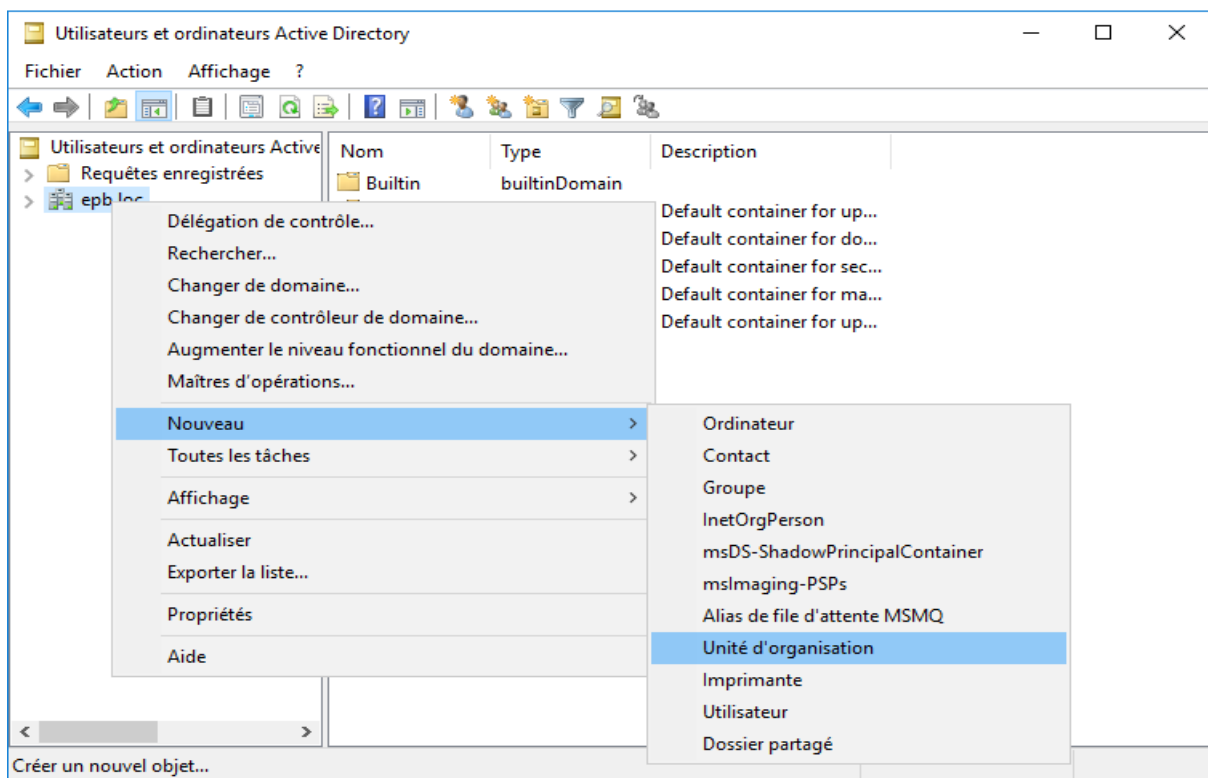 Utilisateurs et ordinateurs Active Directory
Fichier Action Affichage ?
Utilisateurs et ordinateurs Active
Requêtes enregistrées
epb.loc
Nom Type Description
Builtin builtinDomain
Default container for up...
Default container for do...
Default container for sec...
Default container for ma...
Default container for up...
Délégation de contrôle...
Rechercher...
Changer de domaine...
Changer de contrôleur de domaine...
Augmenter le niveau fonctionnel du domaine...
Maîtres d'opérations...
Nouveau
Toutes les tâches
Affichage
Actualiser
Exporter la liste...
Propriétés
Aide
Ordinateur
Contact
Groupe
InetOrgPerson
msDS-ShadowPrincipalContainer
msImaging-PSPs
Alias de file d'attente MSMQ
Unité d'organisation
Imprimante
Utilisateur
Dossier partagé
Créer un nouvel objet...